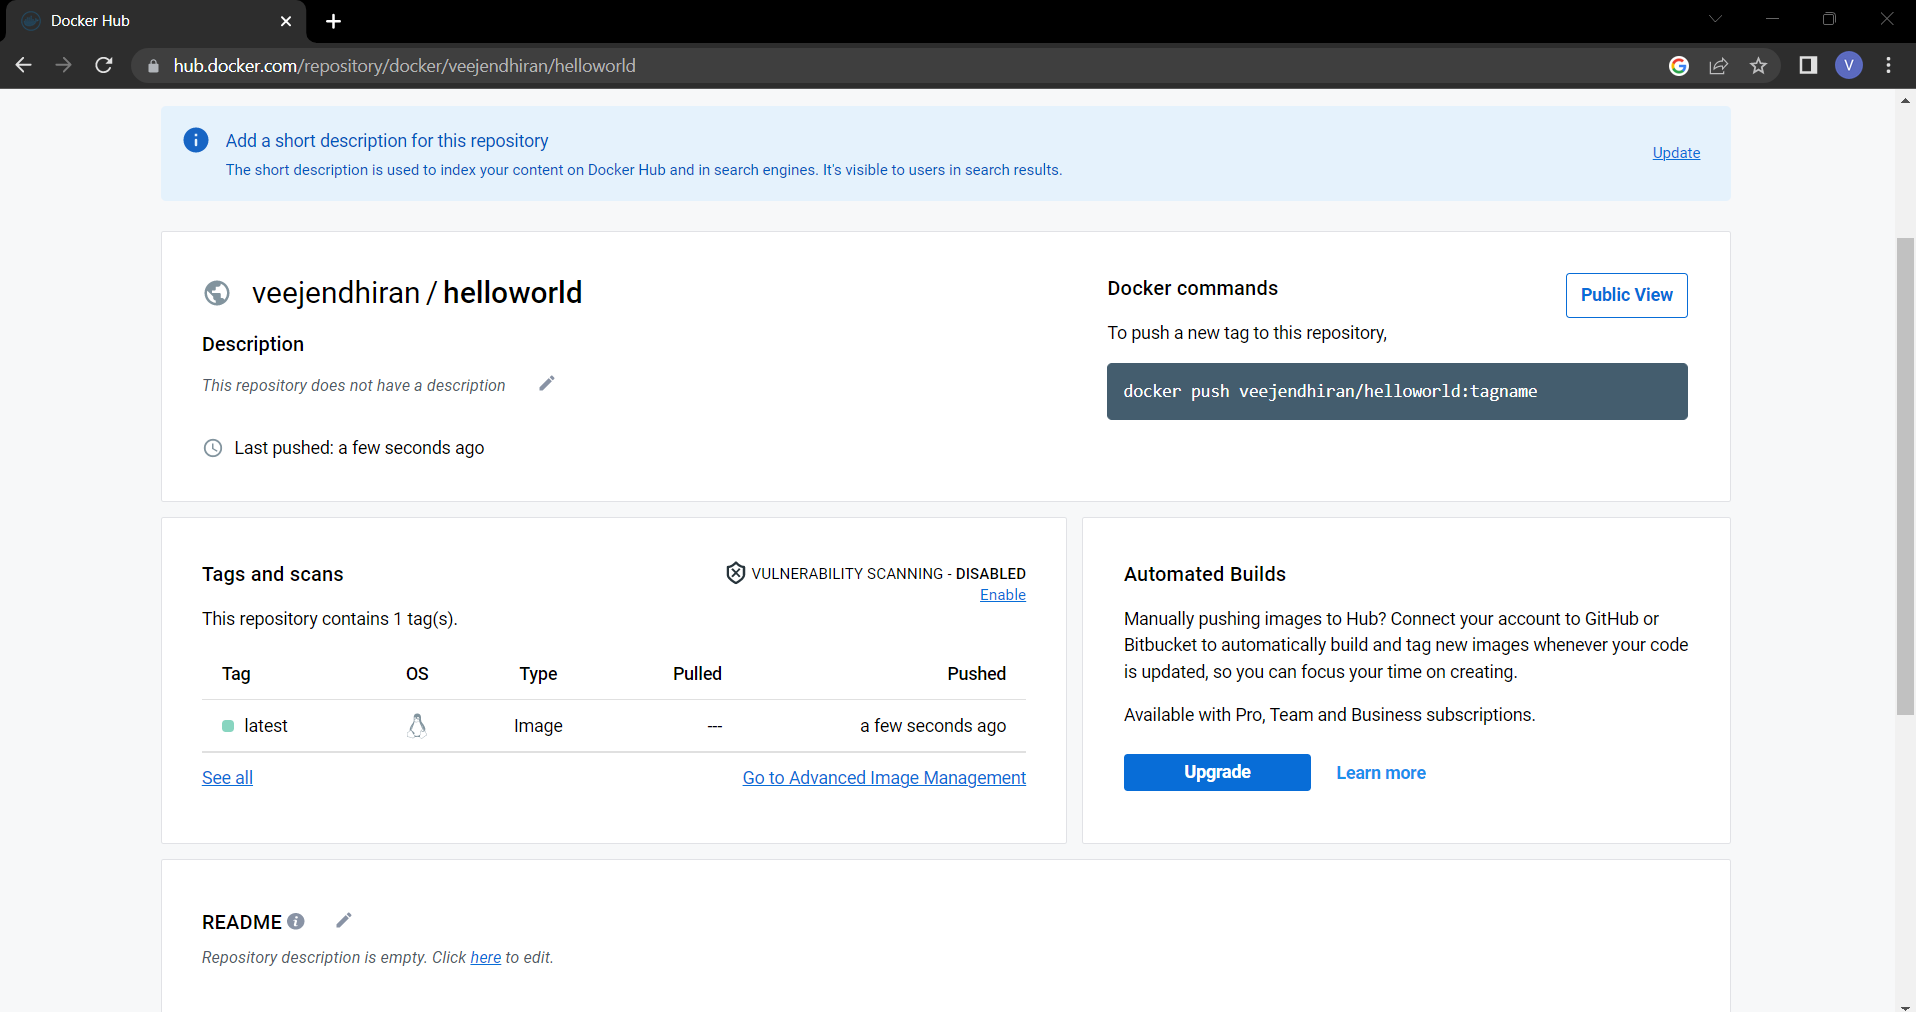 Docker Hub
hub.docker.com/repository/docker/veejendhiran/helloworld
V
Add a short description for this repository
The short description is used to index your content on Docker Hub and in search engines. It's visible to users in search results.
Update
veejendhiran / helloworld
Description
This repository does not have a description
Last pushed: a few seconds ago
Docker commands
Public View
To push a new tag to this repository,
docker push veejendhiran/helloworld:tagname
Tags and scans
VULNERABILITY SCANNING - DISABLED
Enable
This repository contains 1 tag(s).
Tag OS Type Pulled Pushed
latest Image --- a few seconds ago
See all
Go to Advanced Image Management
Automated Builds
Manually pushing images to Hub? Connect your account to GitHub or
Bitbucket to automatically build and tag new images whenever your code
is updated, so you can focus your time on creating.
Available with Pro, Team and Business subscriptions.
Upgrade
Learn more
README
Repository description is empty. Click here to edit.